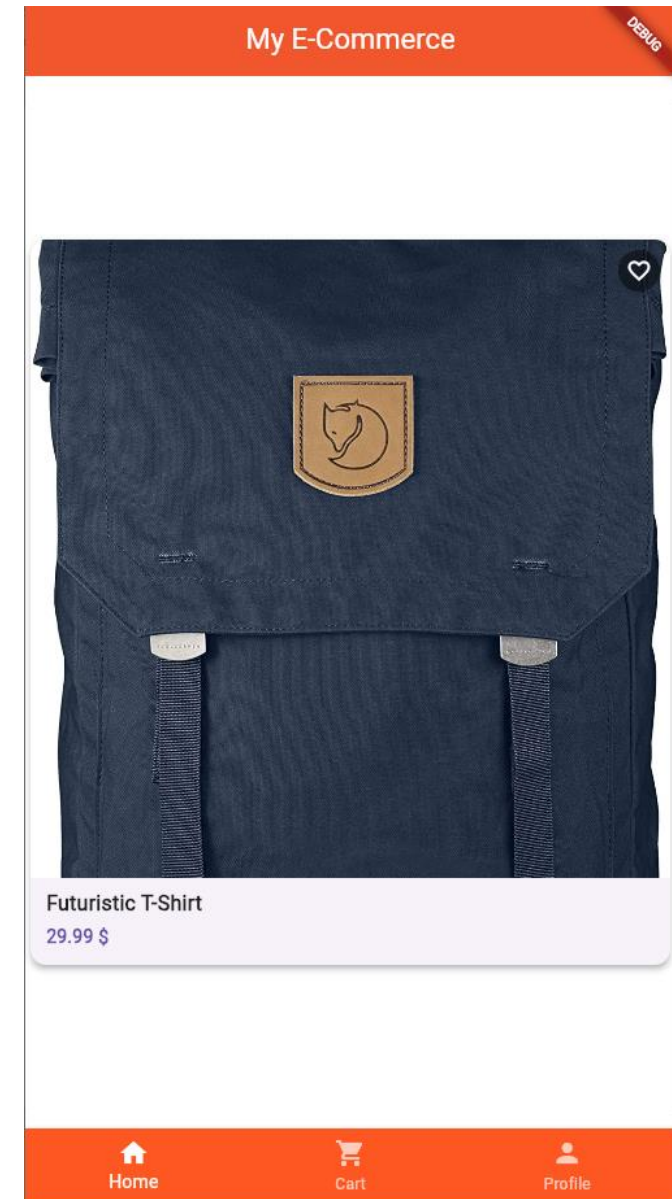 My E-Commerce
DEBUG
Futuristic T-Shirt
29.99 $
Home
Cart
Profile